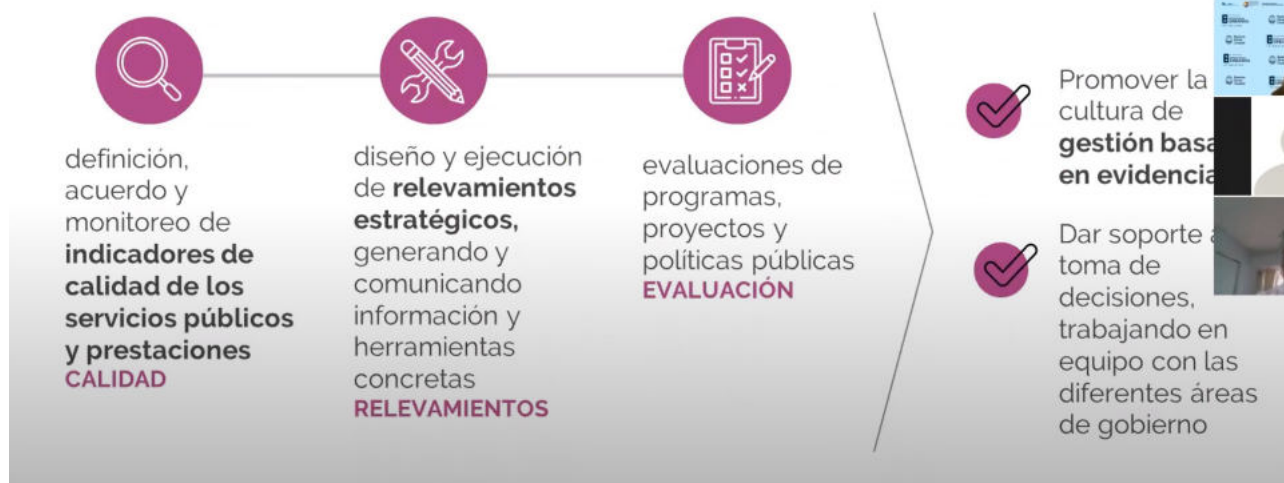 definición,
acuerdo y
monitoreo de
indicadores de
calidad de los
servicios públicos
y prestaciones
CALIDAD
diseño y ejecución
de relevamientos
estratégicos,
generando y
comunicando
información y
herramientas
concretas
RELEVAMIENTOS
evaluaciones de
programas,
proyectos y
políticas públicas
EVALUACIÓN
Promover la
cultura de
gestión
en
Dar soporte
toma de
decisiones,
trabajando en
equipo con las
diferentes áreas
de gobierno